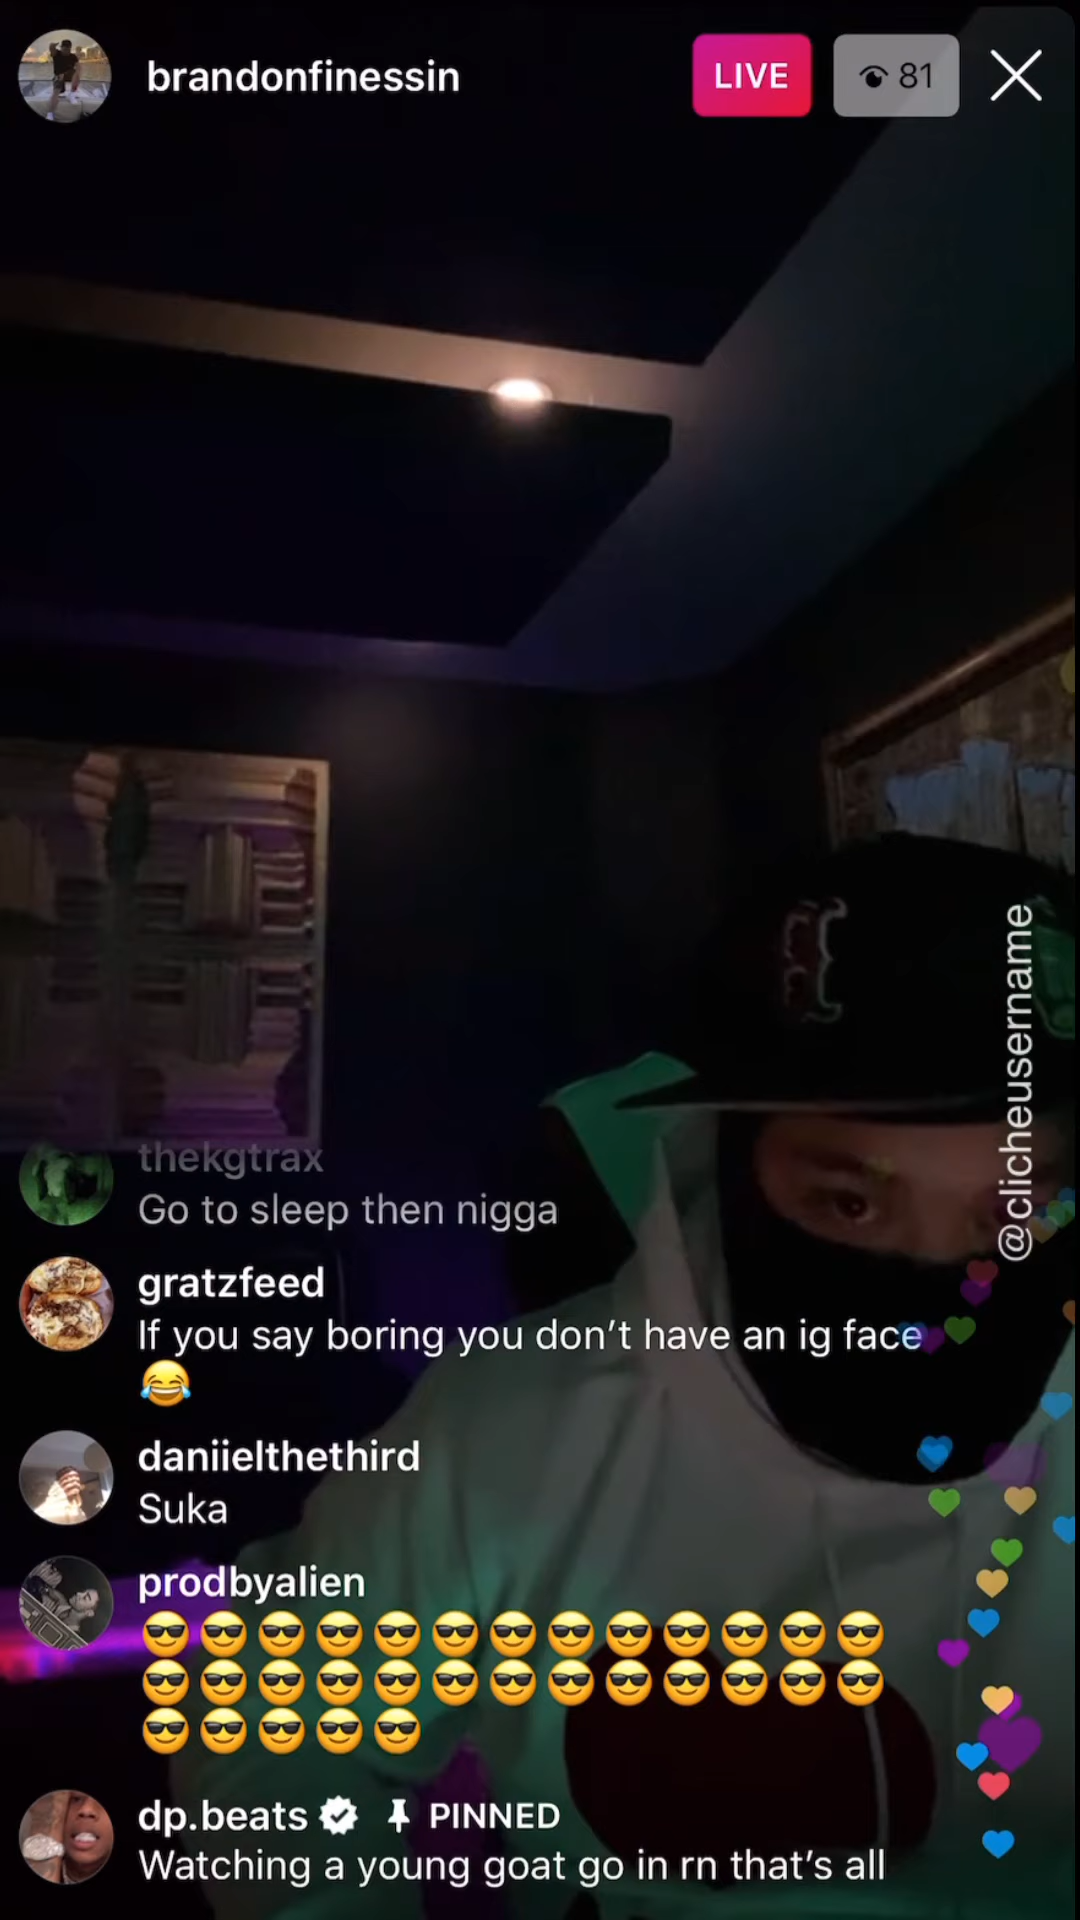 brandonfinessin
LIVE
81
@clicheusername
thekgtrax
Go to sleep then nigga
gratzfeed
If you say boring you don’t have an ig face
😂
daniielthethird
Suka
prodbyalien
😎😎😎😎😎😎😎😎😎😎😎😎😎
😎😎😎😎😎😎😎😎😎😎😎😎😎
😎😎😎😎😎
dp.beats PINNED
Watching a young goat go in rn that’s all